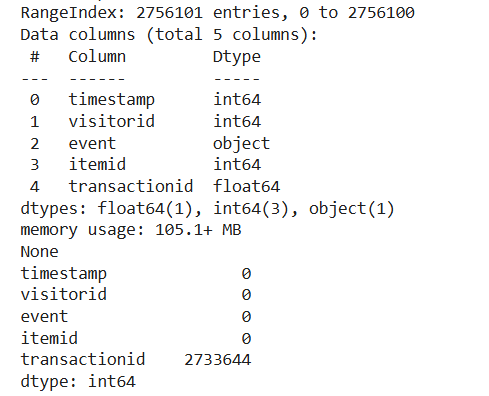 RangeIndex: 2756101 entries, 0 to 2756100
Data columns (total 5 columns):
 #   Column         Dtype
---  ------         -----
 0   timestamp      int64
 1   visitorid      int64
 2   event          object
 3   itemid         int64
 4   transactionid  float64
dtypes: float64(1), int64(3), object(1)
memory usage: 105.1+ MB
None
timestamp              0
visitorid              0
event                  0
itemid                 0
transactionid    2733644
dtype: int64